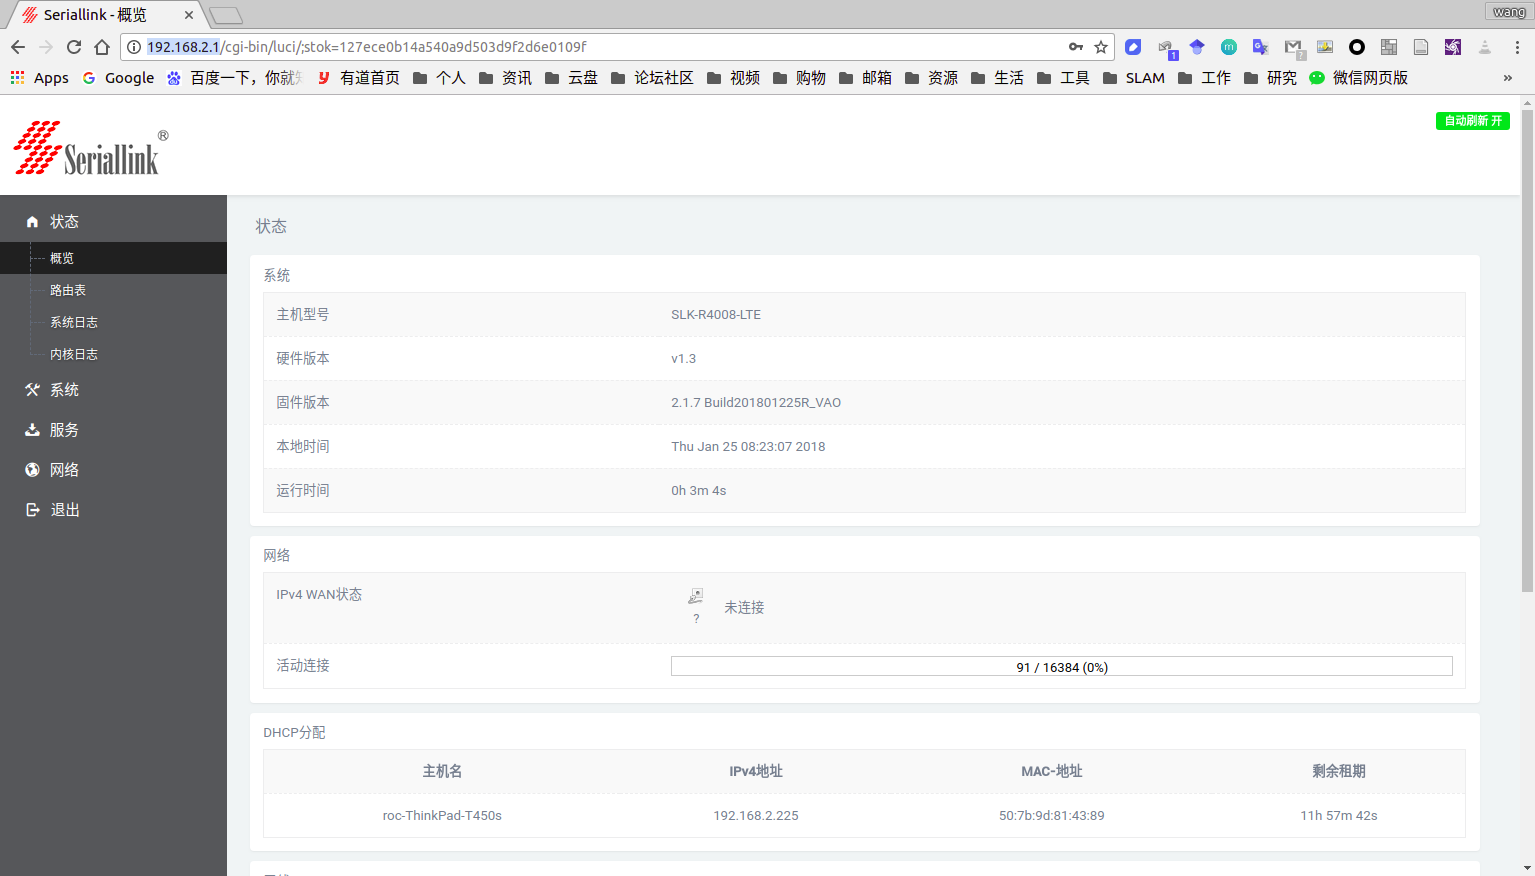 Seriallink - 概览
wang
192.168.2.1/cgi-bin/luci/;stok=127ece0b14a540a9d503d9f2d6e0109f
Apps Google 百度一下，你就 有道首页 个人 资讯 云盘 论坛社区 视频 购物 邮箱 资源 生活 工具 SLAM 工作 研究 微信网页版 »
Seriallink®
自动刷新 开
状态
概览
路由表
系统日志
内核日志
系统
服务
网络
退出
状态
系统
主机型号 SLK-R4008-LTE
硬件版本 v1.3
固件版本 2.1.7 Build201801225R_VAO
本地时间 Thu Jan 25 08:23:07 2018
运行时间 0h 3m 4s
网络
IPv4 WAN状态 ? 未连接
活动连接 91 / 16384 (0%)
DHCP分配
主机名 IPv4地址 MAC-地址 剩余租期
roc-ThinkPad-T450s 192.168.2.225 50:7b:9d:81:43:89 11h 57m 42s